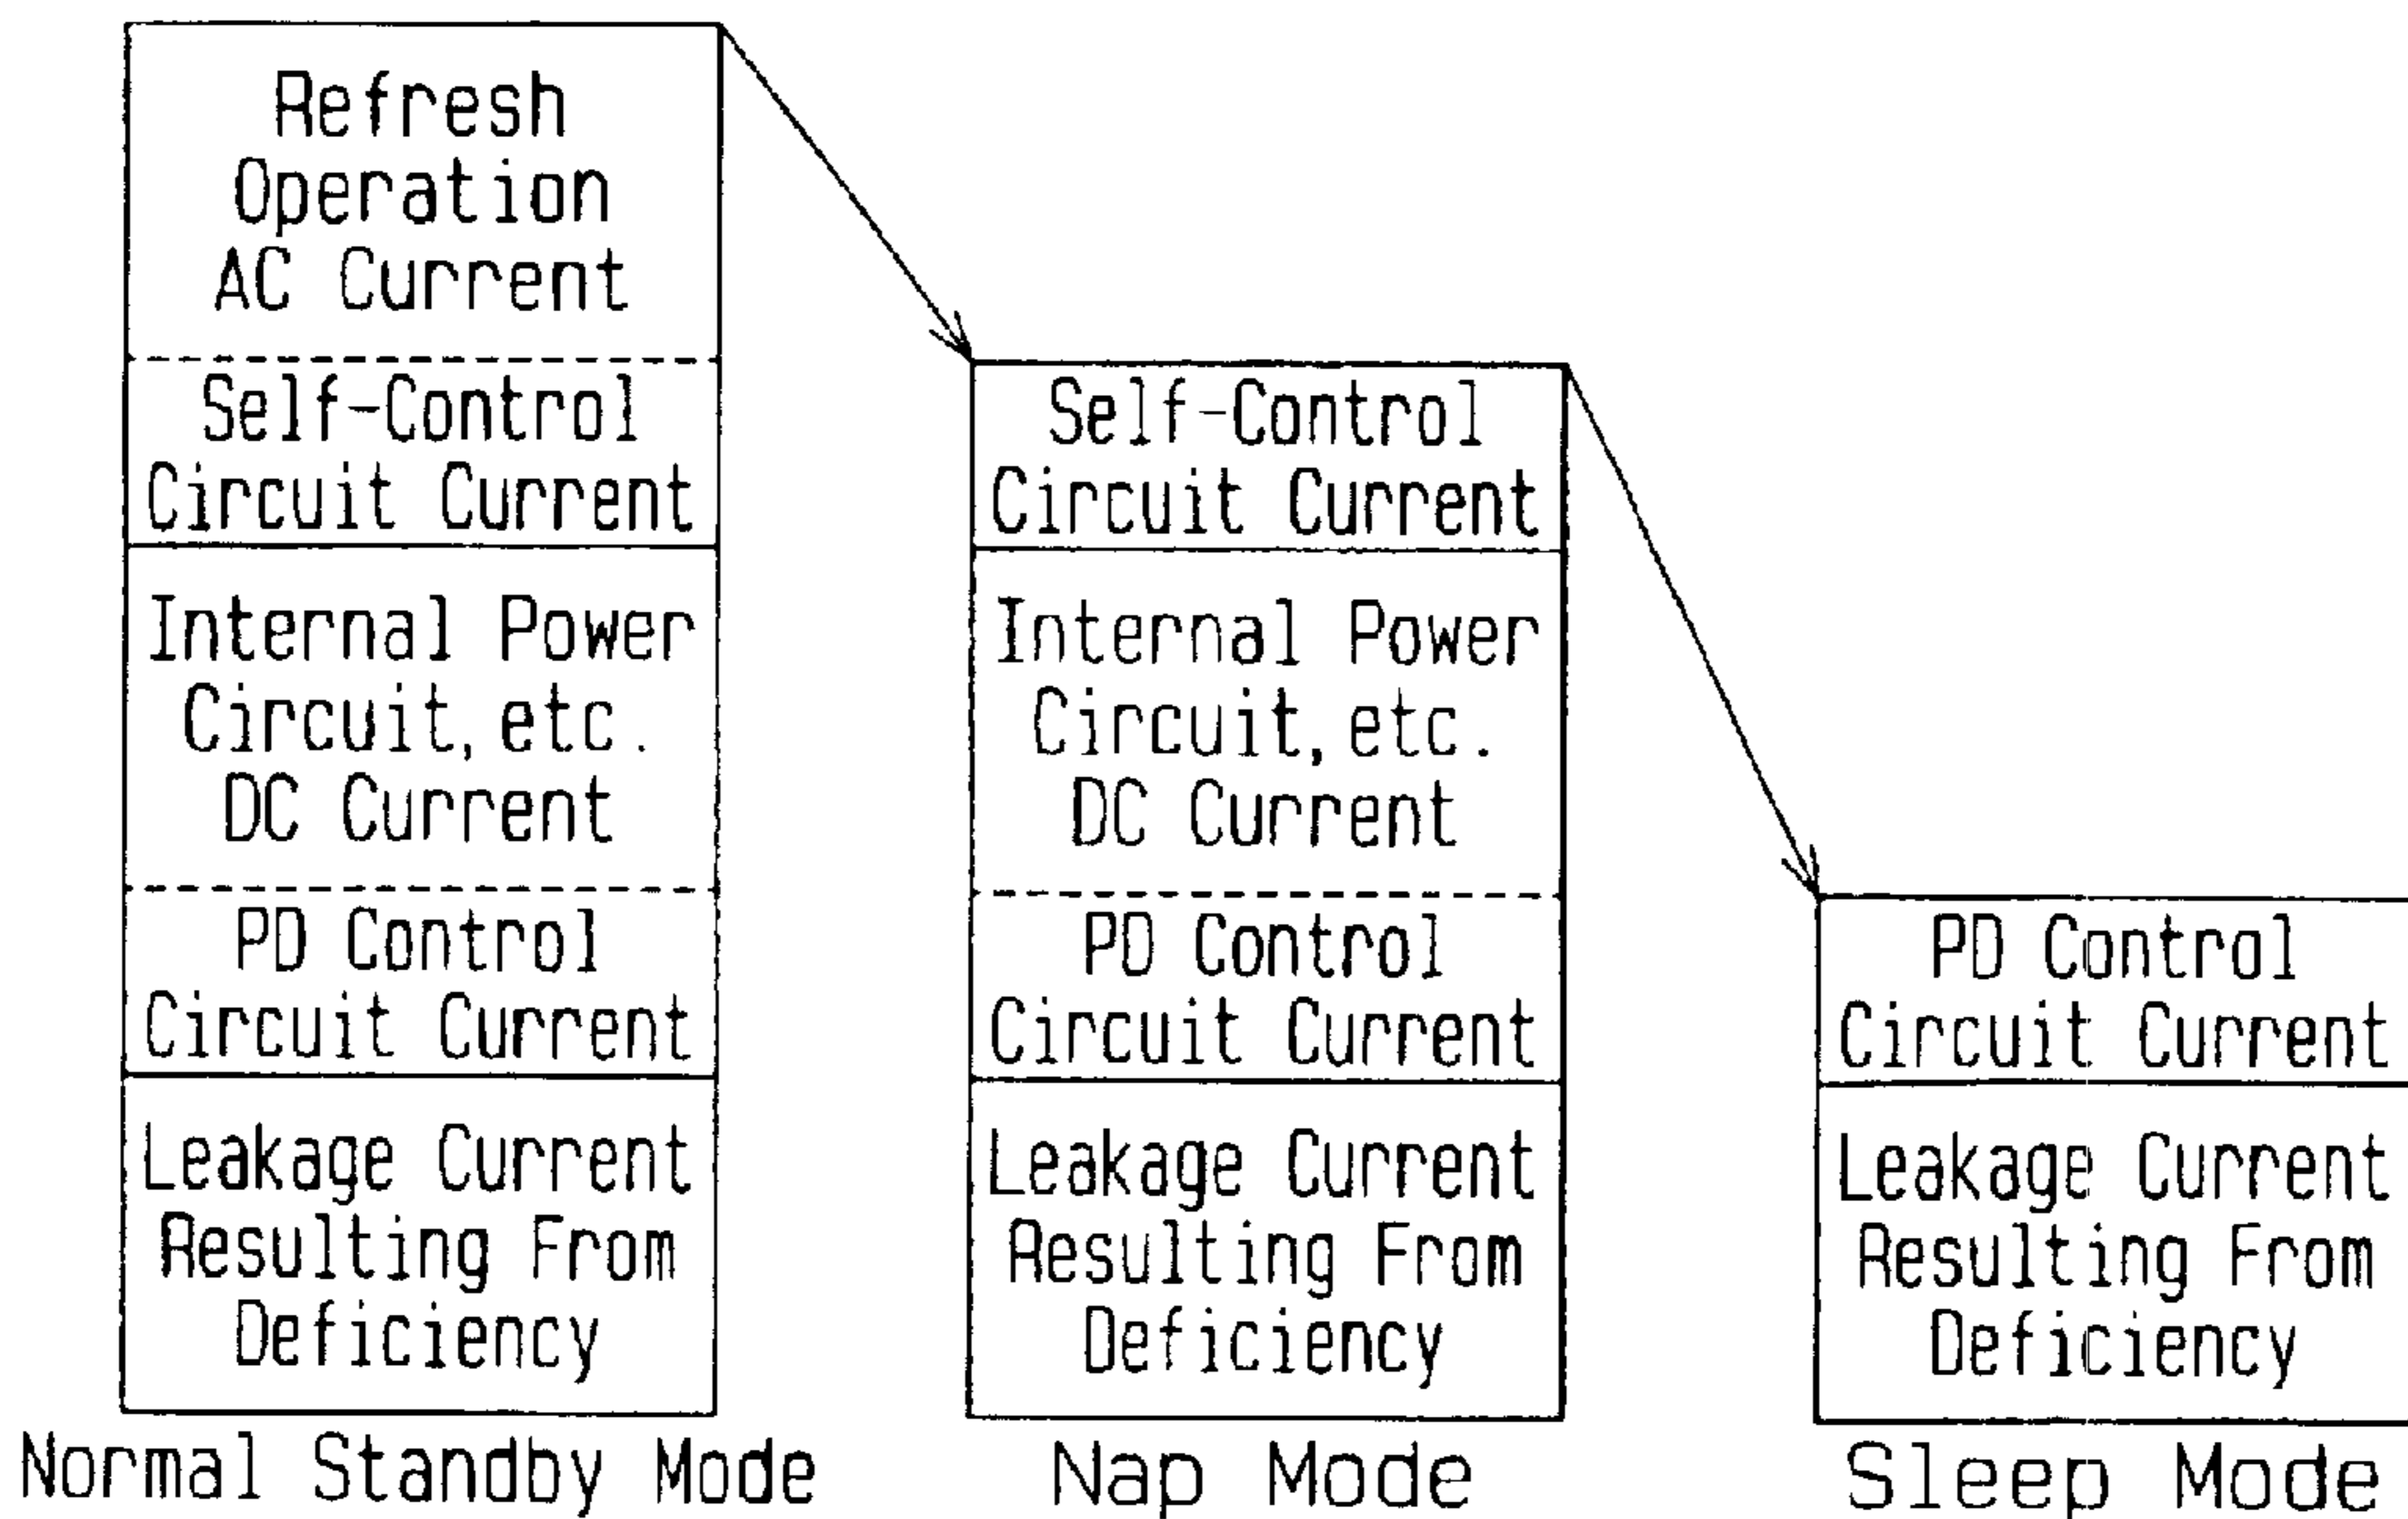 Refresh
Operation
AC Current
Self-Control
Circuit Current
Internal Power
Circuit, etc.
DC Current
PD Control
Circuit Current
Leakage Current
Resulting From
Deficiency
Normal Standby Mode
Self-Control
Circuit Current
Internal Power
Circuit, etc.
DC Current
PD Control
Circuit Current
Leakage Current
Resulting From
Deficiency
Nap Mode
PD Control
Circuit Current
Leakage Current
Resulting From
Deficiency
Sleep Mode